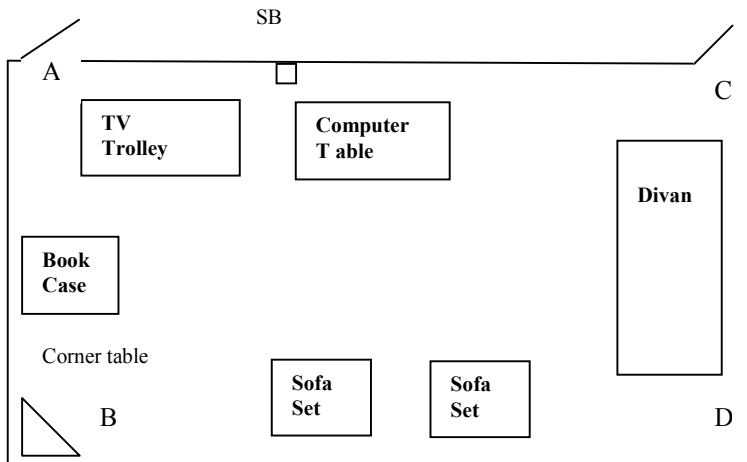 SB
A
C
TV
Trolley
Computer
T able
Divan
Book
Case
Corner table
Sofa
Set
Sofa
Set
B
D